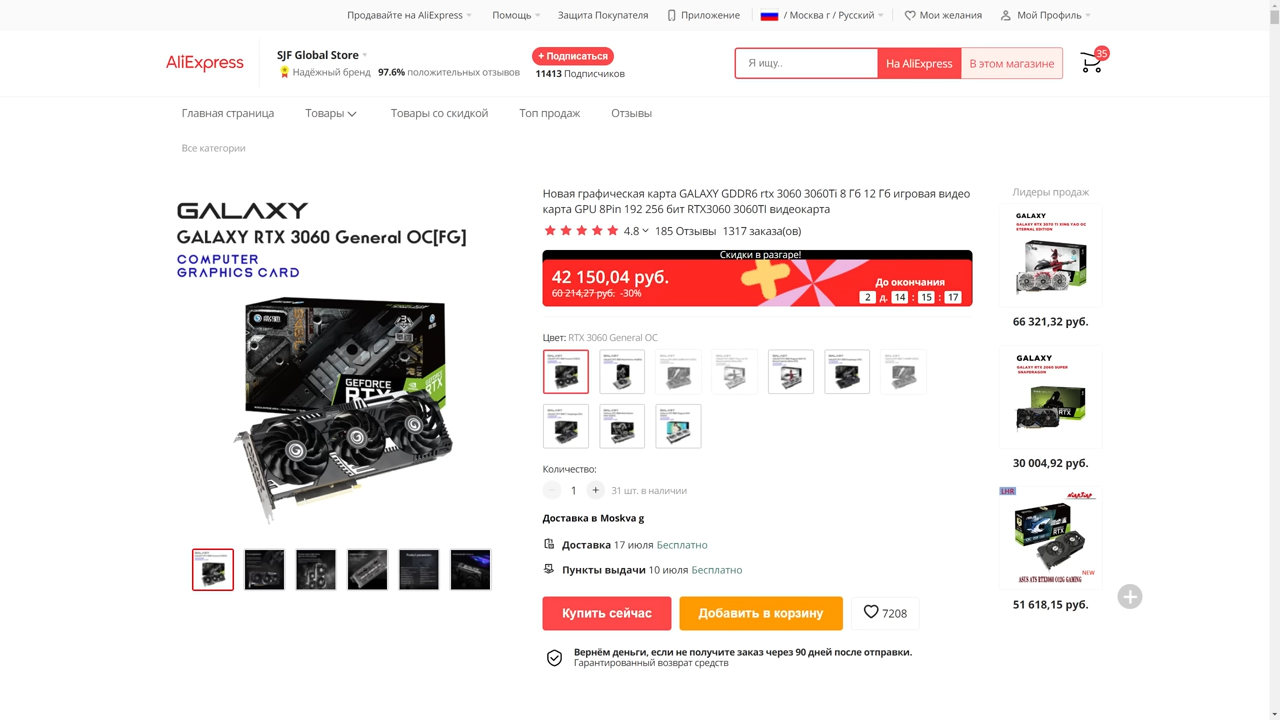 Продавайте на AliExpress
Помощь
Защита Покупателя
Приложение
/ Москва г / Русский
Мои желания
Мой Профиль
AliExpress
SJF Global Store
Надёжный бренд 97.6% положительных отзывов
+ Подписаться
11413 Подписчиков
Я ищу..
На AliExpress
В этом магазине
35
Главная страница
Товары
Товары со скидкой
Топ продаж
Отзывы
Все категории
GALAXY
GALAXY RTX 3060 General OC[FG]
COMPUTER
GRAPHICS CARD
GEFORCE
RTX
Новая графическая карта GALAXY GDDR6 rtx 3060 3060Ti 8 Гб 12 Гб игровая видео
карта GPU 8Pin 192 256 бит RTX3060 3060TI видеокарта
4.8 185 Отзывы 1317 заказа(ов)
Скидки в разгаре!
42 150,04 руб.
60 214,27 руб. -30%
До окончания
2 д. 14 : 15 : 17
Цвет: RTX 3060 General OC
Количество:
1 + 31 шт. в наличии
Доставка в Moskva g
Доставка 17 июля Бесплатно
Пункты выдачи 10 июля Бесплатно
Купить сейчас
Добавить в корзину
7208
Вернём деньги, если не получите заказ через 90 дней после отправки.
Гарантированный возврат средств
Лидеры продаж
GALAXY
66 321,32 руб.
GALAXY
30 004,92 руб.
LHR
NEW
51 618,15 руб.